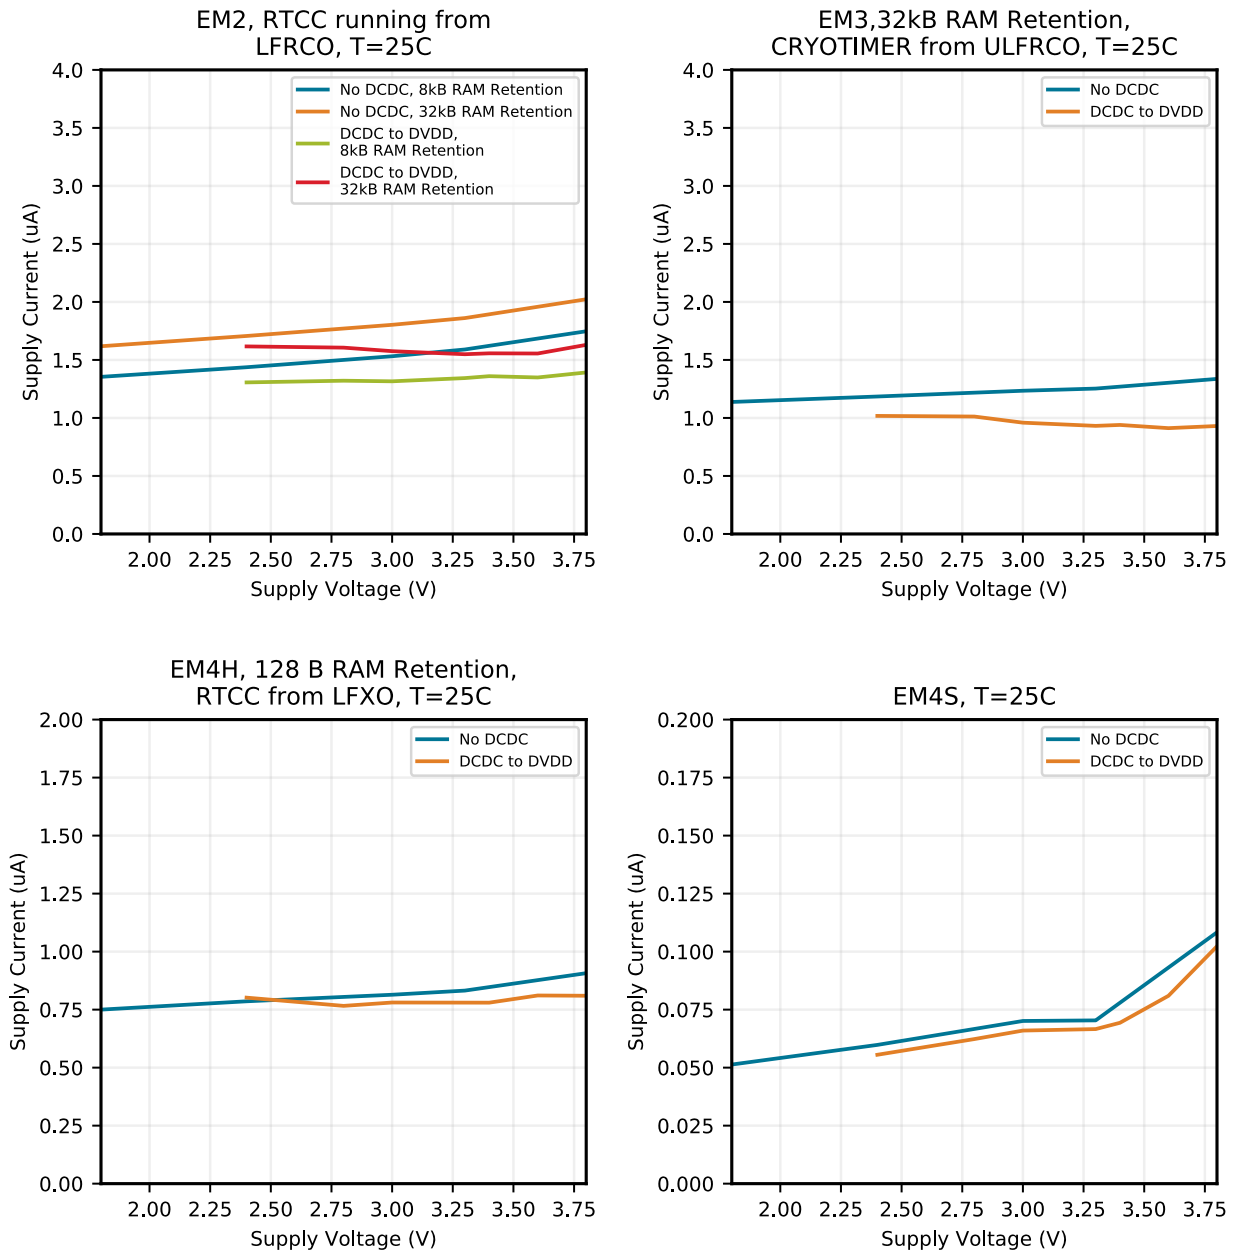 EM2, RTCC running from
LFRCO, T=25C
4.0
3.5
3.0
2.5
2.0
1.5
1.0
0.5
0.0
Supply Current (uA)
No DCDC, 8kB RAM Retention
No DCDC, 32kB RAM Retention
DCDC to DVDD,
8kB RAM Retention
DCDC to DVDD,
32kB RAM Retention
2.00 2.25 2.50 2.75 3.00 3.25 3.50 3.75
Supply Voltage (V)
EM3,32kB RAM Retention,
CRYOTIMER from ULFRCO, T=25C
4.0
3.5
3.0
2.5
2.0
1.5
1.0
0.5
0.0
Supply Current (uA)
No DCDC
DCDC to DVDD
2.00 2.25 2.50 2.75 3.00 3.25 3.50 3.75
Supply Voltage (V)
EM4H, 128 B RAM Retention,
RTCC from LFXO, T=25C
2.00
1.75
1.50
1.25
1.00
0.75
0.50
0.25
0.00
Supply Current (uA)
No DCDC
DCDC to DVDD
2.00 2.25 2.50 2.75 3.00 3.25 3.50 3.75
Supply Voltage (V)
EM4S, T=25C
0.200
0.175
0.150
0.125
0.100
0.075
0.050
0.025
0.000
Supply Current (uA)
No DCDC
DCDC to DVDD
2.00 2.25 2.50 2.75 3.00 3.25 3.50 3.75
Supply Voltage (V)